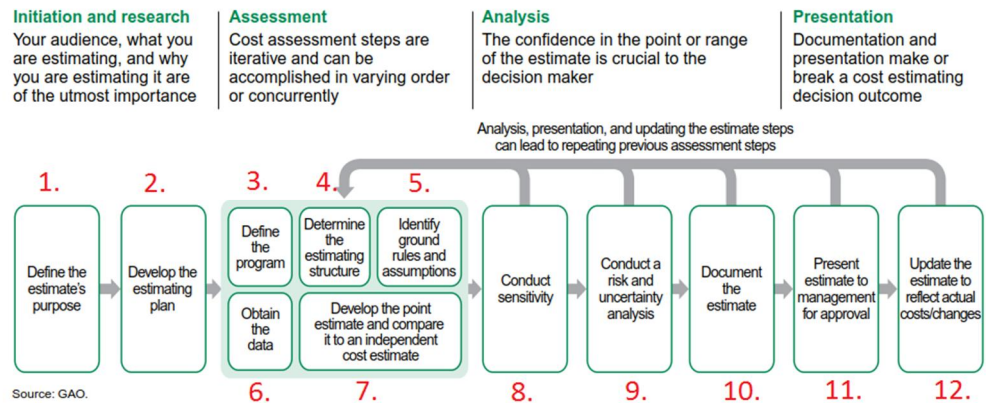 Initiation and research
Your audience, what you
are estimating, and why
you are estimating it are
of the utmost importance
Assessment
Cost assessment steps are
iterative and can be
accomplished in varying order
or concurrently
Analysis
The confidence in the point or range
of the estimate is crucial to the
decision maker
Presentation
Documentation and
presentation make or
break a cost estimating
decision outcome
Analysis, presentation, and updating the estimate steps
can lead to repeating previous assessment steps
1.
Define the
estimate's
purpose
2.
Develop the
estimating
plan
3.
Define
the
program
4.
Determine
the
estimating
structure
5.
Identify
ground
rules and
assumptions
Obtain
the
data
6.
Develop the point
estimate and compare
it to an independent
cost estimate
7.
Conduct
sensitivity
8.
Conduct a
risk and
uncertainty
analysis
9.
Document
the
estimate
10.
Present
estimate to
management
for approval
11.
Update the
estimate to
reflect actual
costs/changes
12.
Source: GAO.